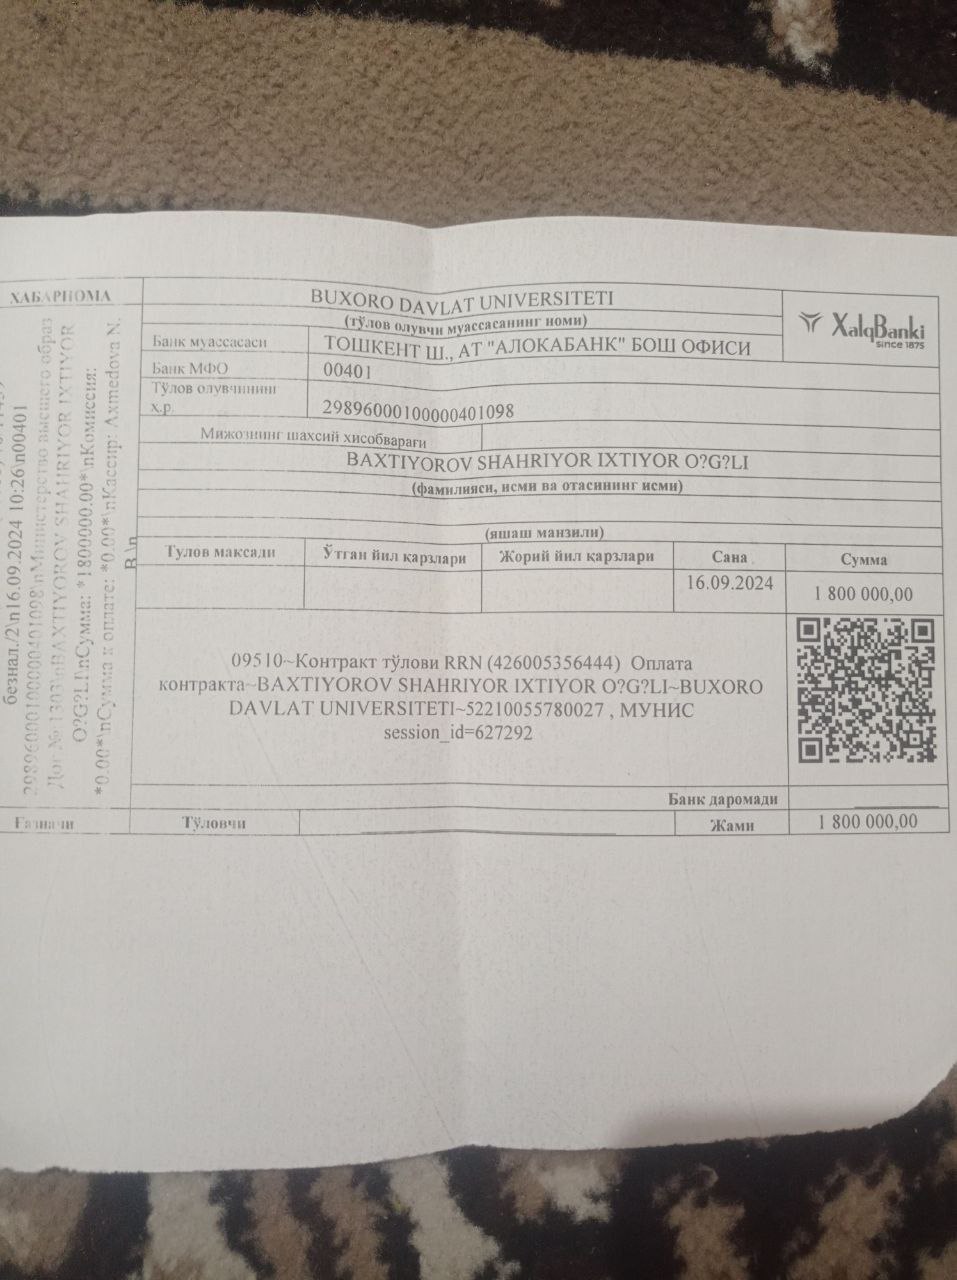 ХАБАРНОМА
BUXORO DAVLAT UNIVERSITETI
(тўлов олувчи муассасанинг номи)
XalqBanki
since 1875
Банк муассасаси
ТОШКЕНТ Ш., АТ "АЛОКАБАНК" БОШ ОФИСИ
Банк МФО
00401
Тўлов олувчининг
х.р.
29896000100000401098
Мижознинг шахсий хисобварағи
BAXTIYOROV SHAHRIYOR IXTIYOR O?G?LI
(фамилияси, исми ва отасининг исми)
(яшаш манзили)
Тулов максади
Ўтган йил карзлари
Жорий йил карзлари
Сана
Сумма
16.09.2024
1 800 000,00
09510~Контракт тўлови RRN (426005356444) Оплата
контракта~BAXTIYOROV SHAHRIYOR IXTIYOR O?G?LI~BUXORO
DAVLAT UNIVERSITETI~52210055780027 , МУНИС
session_id=627292
Банк даромади
Ғазначи
Тўловчи
Жами
1 800 000,00
безнал./2\n16.09.2024 10:26\n00401
29896000100000401098\nМинистерство высшего образ
Дог №:1303\nBAXTIYOROV SHAHRIYOR IXTIYOR
O?G?LI\nСумма: *1800000.00*\nКомиссия:
*0.00*\nСумма к оплате: *0.00*\nКассир: Axmedova N.
B.\n